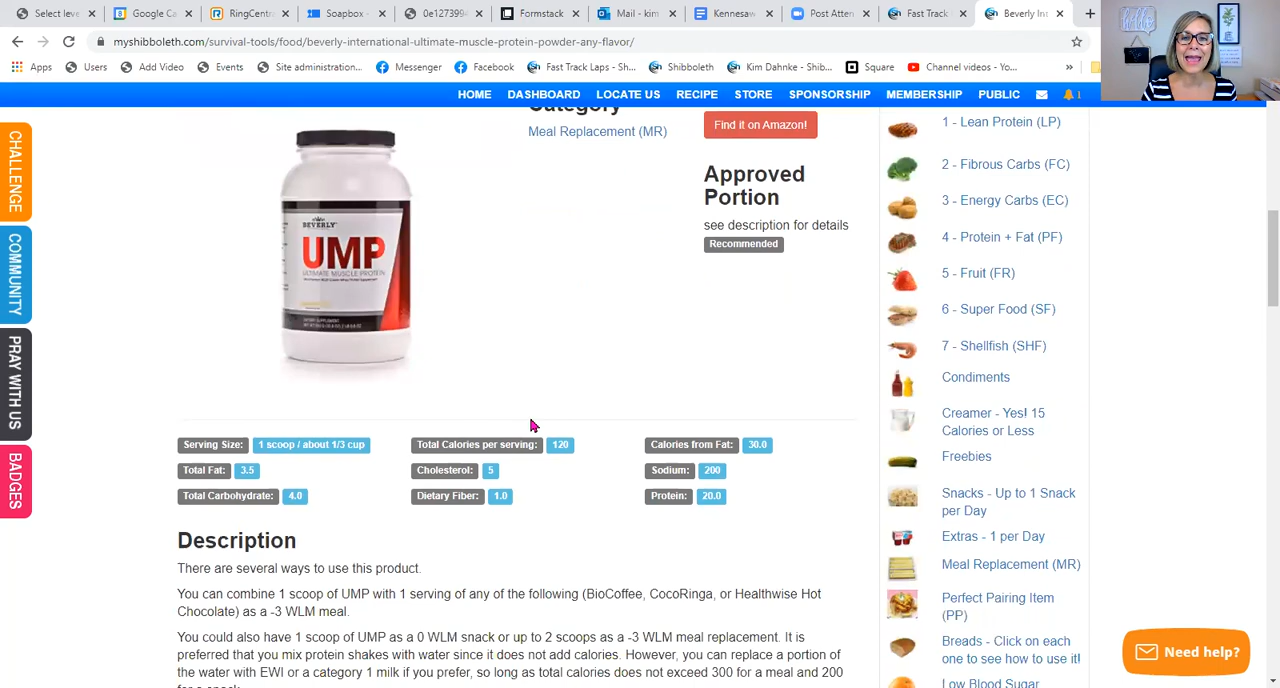 Select leve
Google Ca
RingCentra
Soapbox -
0e1273994
Formstack
Mail - kim
Kennesaw
Post Atten
Fast Track
Beverly Int
myshibboleth.com/survival-tools/food/beverly-international-ultimate-muscle-protein-powder-any-flavor/
Apps
Users
Add Video
Events
Site administration...
Messenger
Fast Track Laps - Sh...
Shibboleth
Kim Dahnke - Shib...
Square
Channel videos - Yo...
»
hello
HOME
DASHBOARD
LOCATE US
RECIPE
STORE
SPONSORSHIP
MEMBERSHIP
PUBLIC
1
CHALLENGE
COMMUNITY
PRAY WITH US
BADGES
BEVERLY
UMP
ULTIMATE MUSCLE PROTEIN
Category
Meal Replacement (MR)
Find it on Amazon!
Approved
Portion
see description for details
Recommended
Serving Size: 1 scoop / about 1/3 cup
Total Calories per serving: 120
Calories from Fat: 30.0
Total Fat: 3.5
Cholesterol: 5
Sodium: 200
Total Carbohydrate: 4.0
Dietary Fiber: 1.0
Protein: 20.0
Description
There are several ways to use this product.
You can combine 1 scoop of UMP with 1 serving of any of the following (BioCoffee, CocoRinga, or Healthwise Hot
Chocolate) as a -3 WLM meal.
You could also have 1 scoop of UMP as a 0 WLM snack or up to 2 scoops as a -3 WLM meal replacement. It is
preferred that you mix protein shakes with water since it does not add calories. However, you can replace a portion of
the water with EWI or a category 1 milk if you prefer, so long as total calories does not exceed 300 for a meal and 200
for a snack
1 - Lean Protein (LP)
2 - Fibrous Carbs (FC)
3 - Energy Carbs (EC)
4 - Protein + Fat (PF)
5 - Fruit (FR)
6 - Super Food (SF)
7 - Shellfish (SHF)
Condiments
Creamer - Yes! 15
Calories or Less
Freebies
Snacks - Up to 1 Snack
per Day
Extras - 1 per Day
Meal Replacement (MR)
Perfect Pairing Item
(PP)
Breads - Click on each
one to see how to use it!
Low Blood Sugar
Need help?